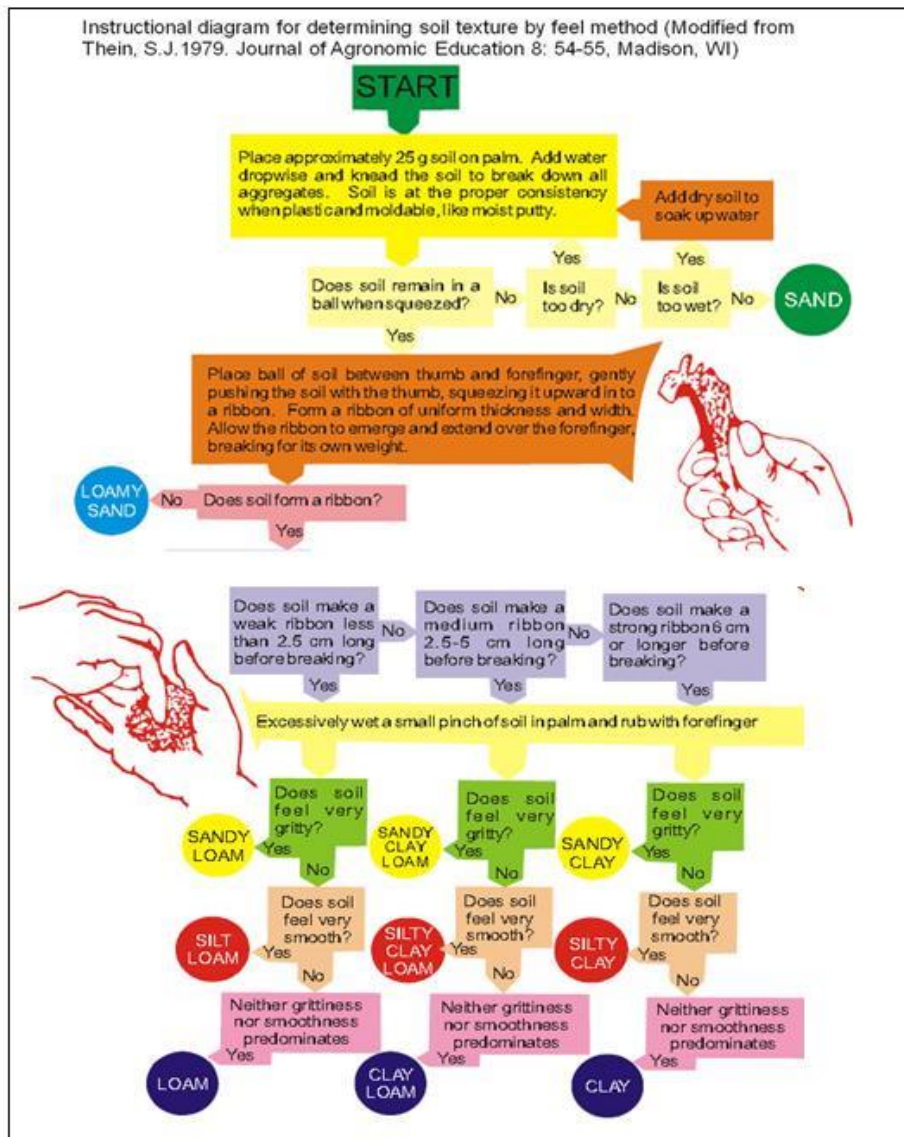 Instructional diagram for determining soil texture by feel method (Modified from
Thein, S.J.1979. Journal of Agronomic Education 8: 54-55, Madison, WI)
START
Place approximately 25 g soil on palm. Add water
dropwise and knead the soil to break down all
aggregates. Soil is at the proper consistency
when plastic and moldable, like moist putty.
Add dry soil to
soak up water
Yes
Yes
Does soil remain in a
ball when squeezed?
No
Is soil
too dry?
No
Is soil
too wet?
No
SAND
Yes
Place ball of soil between thumb and forefinger, gently
pushing the soil with the thumb, squeezing it upward in to
a ribbon. Form a ribbon of uniform thickness and width.
Allow the ribbon to emerge and extend over the forefinger,
breaking for its own weight.
LOAMY
SAND
No
Does soil form a ribbon?
Yes
Does soil make a
weak ribbon less
than 2.5 cm long
before breaking?
No
Does soil make a
medium ribbon
2.5-5 cm long
before breaking?
No
Does soil make a
strong ribbon 6 cm
or longer before
breaking?
Yes
Yes
Yes
Excessively wet a small pinch of soil in palm and rub with forefinger
SANDY
LOAM
Does soil
feel very
gritty?
Yes
No
SANDY
CLAY
LOAM
Does soil
feel very
gritty?
Yes
No
SANDY
CLAY
Does soil
feel very
gritty?
Yes
No
SILT
LOAM
Does soil
feel very
smooth?
Yes
No
SILTY
CLAY
LOAM
Does soil
feel very
smooth?
Yes
No
SILTY
CLAY
Does soil
feel very
smooth?
Yes
No
Neither grittiness
nor smoothness
predominates
Yes
LOAM
Neither grittiness
nor smoothness
predominates
Yes
CLAY
LOAM
Neither grittiness
nor smoothness
predominates
Yes
CLAY